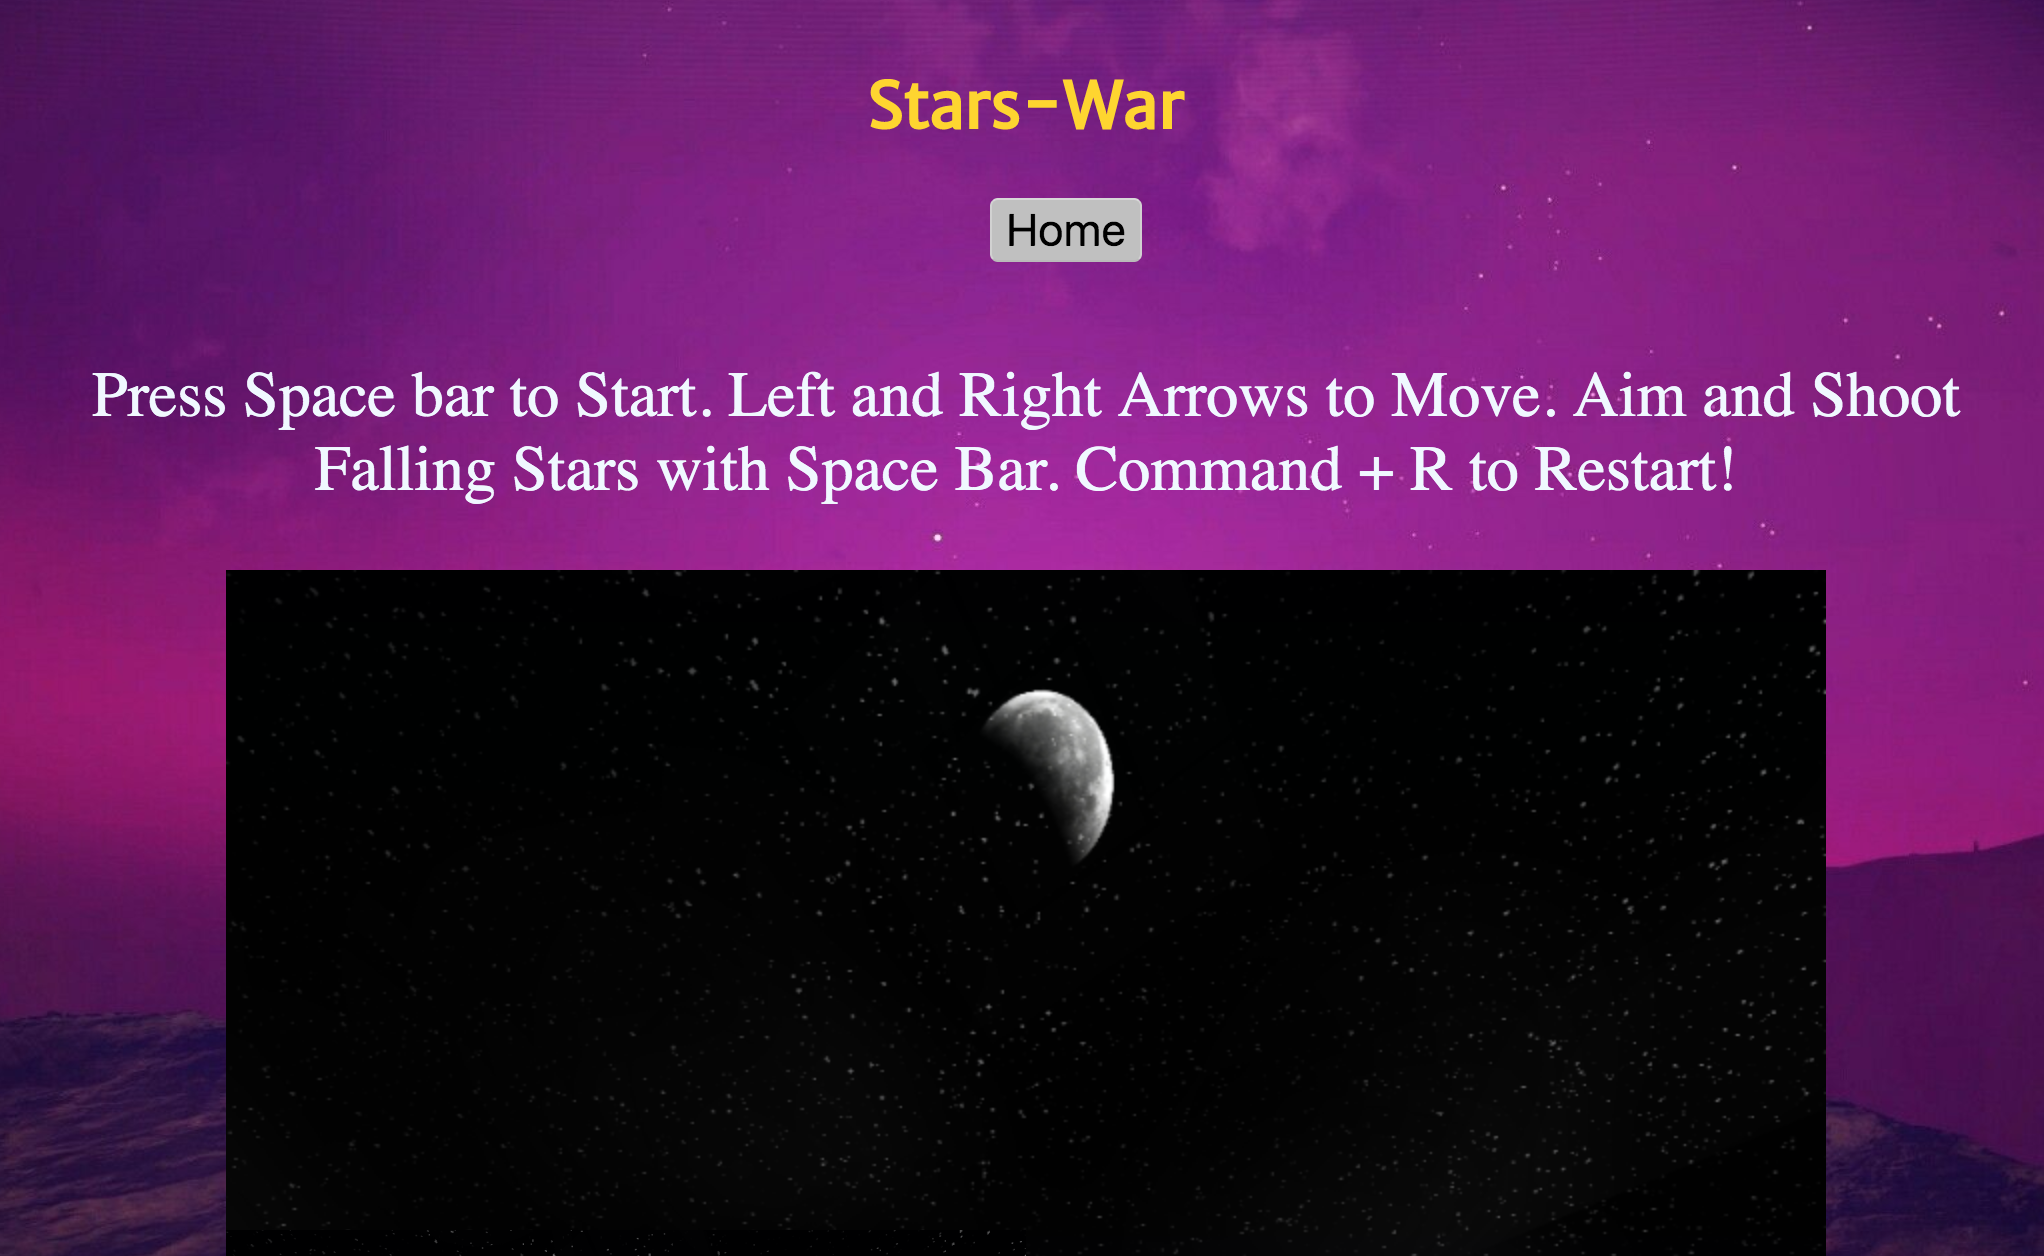 Stars-War
Home
Press Space bar to Start. Left and Right Arrows to Move. Aim and Shoot
Falling Stars with Space Bar. Command + R to Restart!